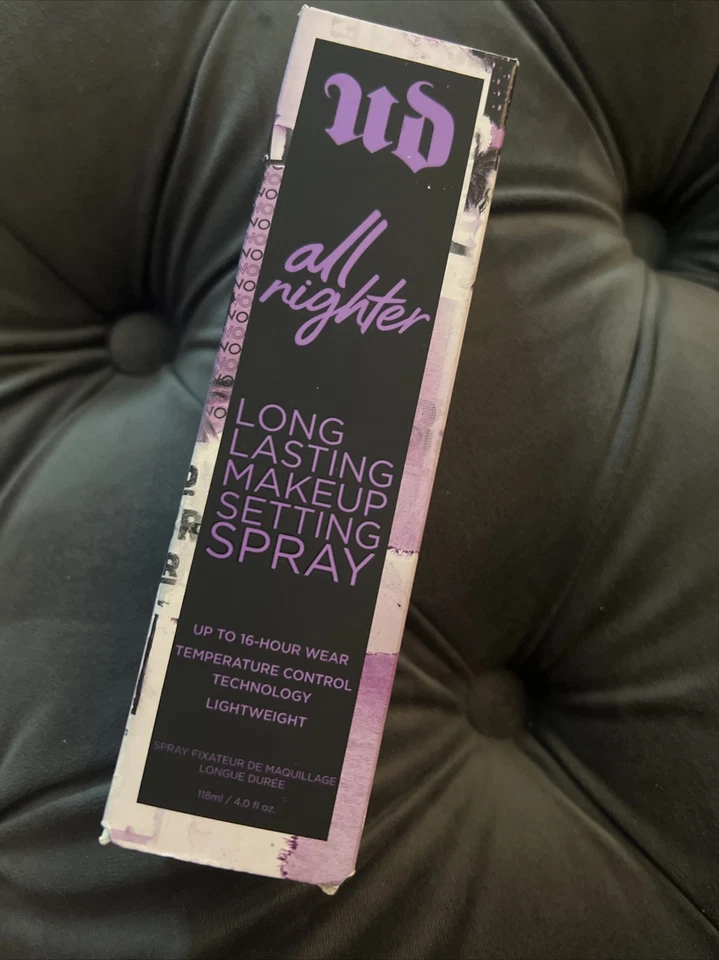 ud
all
nighter
LONG
LASTING
MAKEUP
SETTING
SPRAY
UP TO 16-HOUR WEAR
TEMPERATURE CONTROL
TECHNOLOGY
LIGHTWEIGHT
SPRAY FIXATEUR DE MAQUILLAGE
LONGUE DURÉE
118ml / 4.0 fl oz.